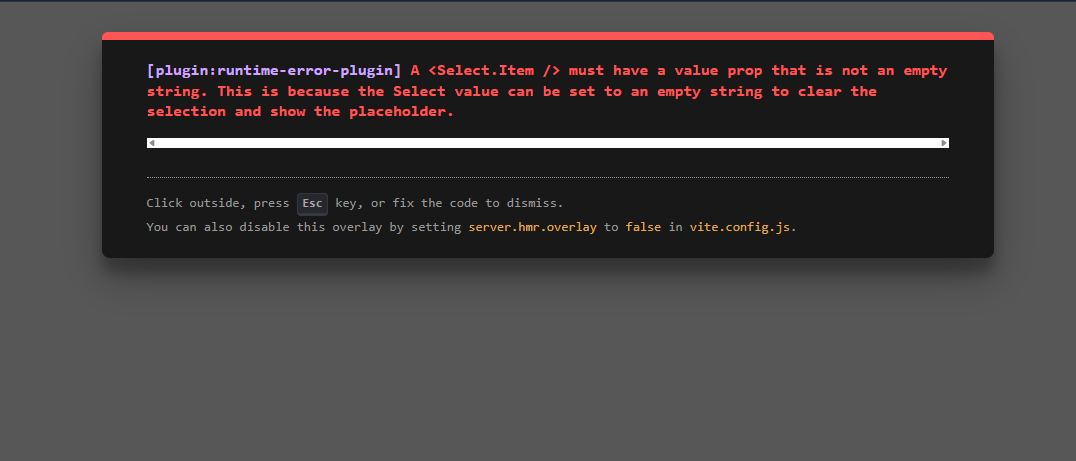 [plugin:runtime-error-plugin] A <Select.Item /> must have a value prop that is not an empty
string. This is because the Select value can be set to an empty string to clear the
selection and show the placeholder.
Click outside, press Esc key, or fix the code to dismiss.
You can also disable this overlay by setting server.hmr.overlay to false in vite.config.js.